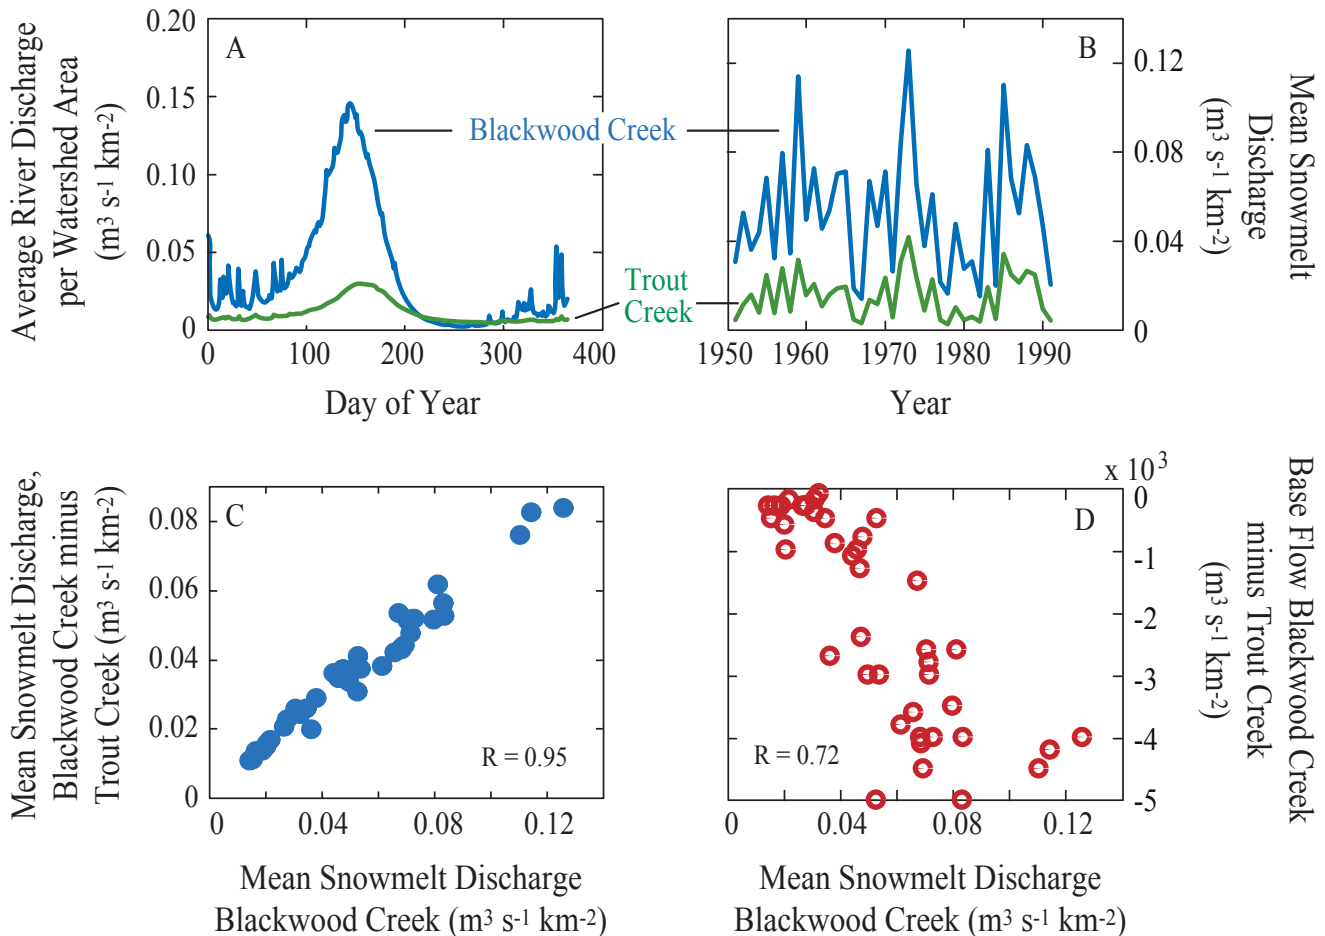 Average River Discharge
per Watershed Area
(m³ s-1 km-2)
0.20
0.15
0.10
0.05
0
A
0
100
200
300
400
Day of Year
Blackwood Creek
Trout
Creek
B
0.12
0.08
0.04
0
1950
1960
1970
1980
1990
Year
Mean Snowmelt
Discharge
(m³ s-1 km-2)
Mean Snowmelt Discharge,
Blackwood Creek minus
Trout Creek (m³ s-1 km-2)
0.08
0.06
0.04
0.02
0
C
R = 0.95
0
0.04
0.08
0.12
Mean Snowmelt Discharge
Blackwood Creek (m³ s-1 km-2)
x 10³
D
R = 0.72
0
-1
-2
-3
-4
-5
0
0.04
0.08
0.12
Mean Snowmelt Discharge
Blackwood Creek (m³ s-1 km-2)
Base Flow Blackwood Creek
minus Trout Creek
(m³ s-1 km-2)